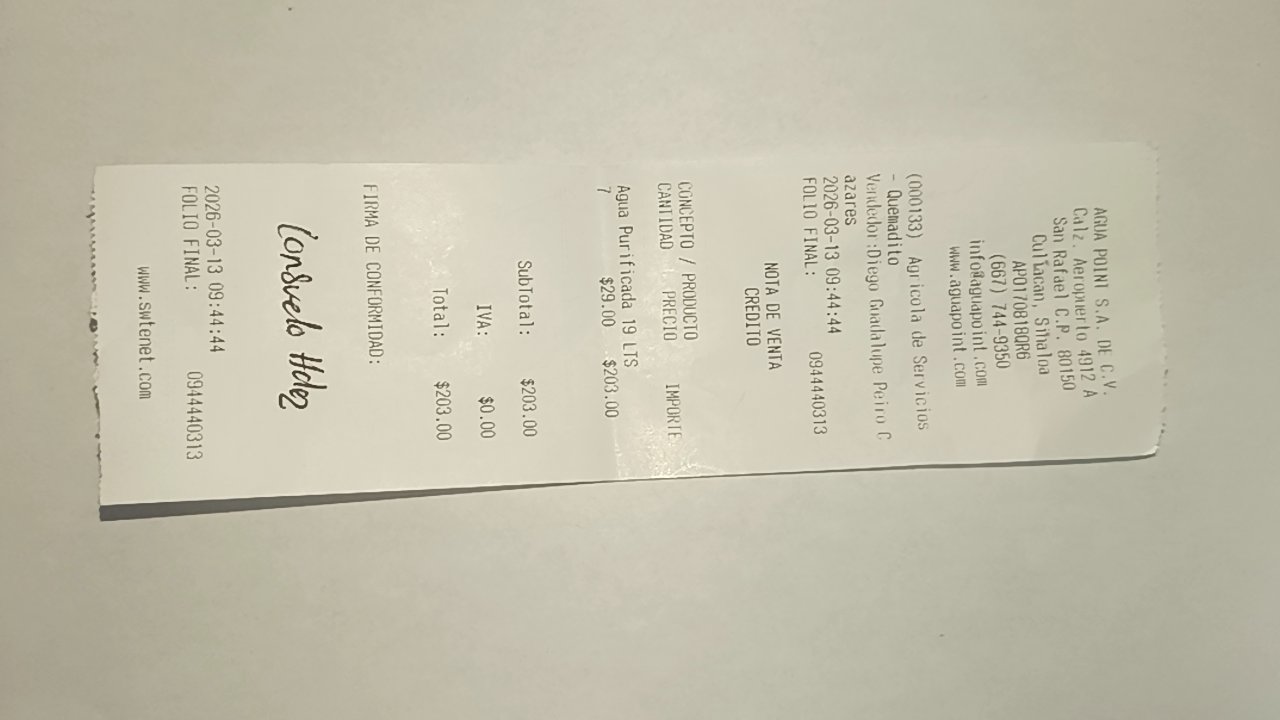 AGUA POINT S.A. DE C.V.
Calz. Aeropuerto 4912 A
San Rafael C.P. 80150
Culiacan, Sinaloa
APO170818QR6
(667) 744-9350
info@aguapoint.com
www.aguapoint.com
(000133) Agricola de Servicios
- Quemadito
Vendedor:Diego Guadalupe Peiro C
azares
2026-03-13 09:44:44
FOLIO FINAL: 0944440313
NOTA DE VENTA
CREDITO
CONCEPTO / PRODUCTO
CANTIDAD PRECIO IMPORTE
Agua Purificada 19 LTS
7 $29.00 $203.00
SubTotal: $203.00
IVA: $0.00
Total: $203.00
FIRMA DE CONFORMIDAD:
Consuelo Hdez
2026-03-13 09:44:44
FOLIO FINAL: 0944440313
www.swtenet.com